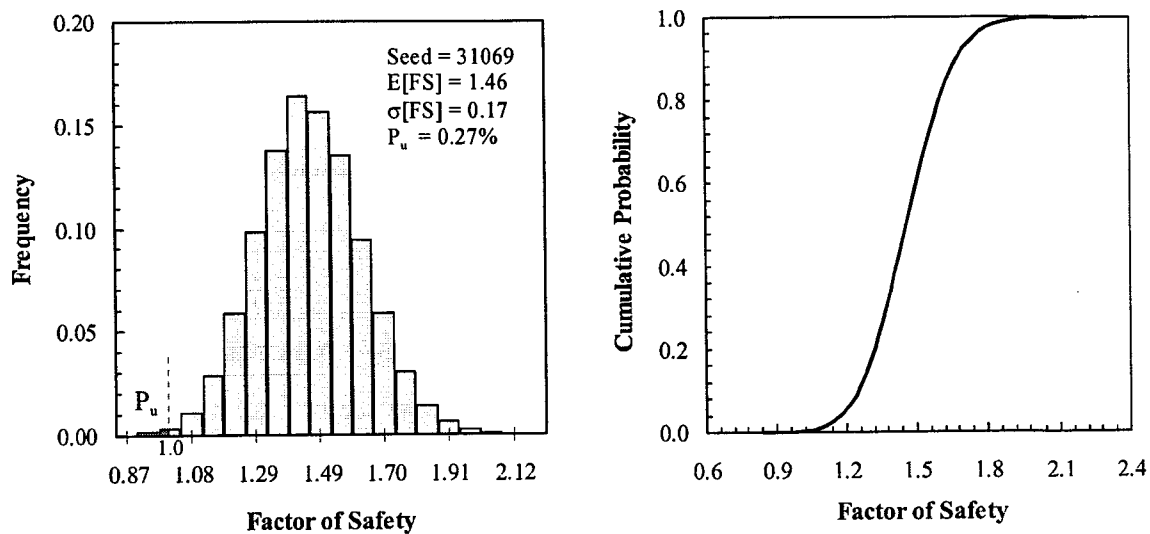 0.20
0.15
0.10
0.05
0.00
Frequency
Seed = 31069
E[FS] = 1.46
σ[FS] = 0.17
Pu = 0.27%
Pu
1.0
0.87 1.08 1.29 1.49 1.70 1.91 2.12
Factor of Safety
1.0
0.8
0.6
0.4
0.2
0.0
Cumulative Probability
0.6 0.9 1.2 1.5 1.8 2.1 2.4
Factor of Safety